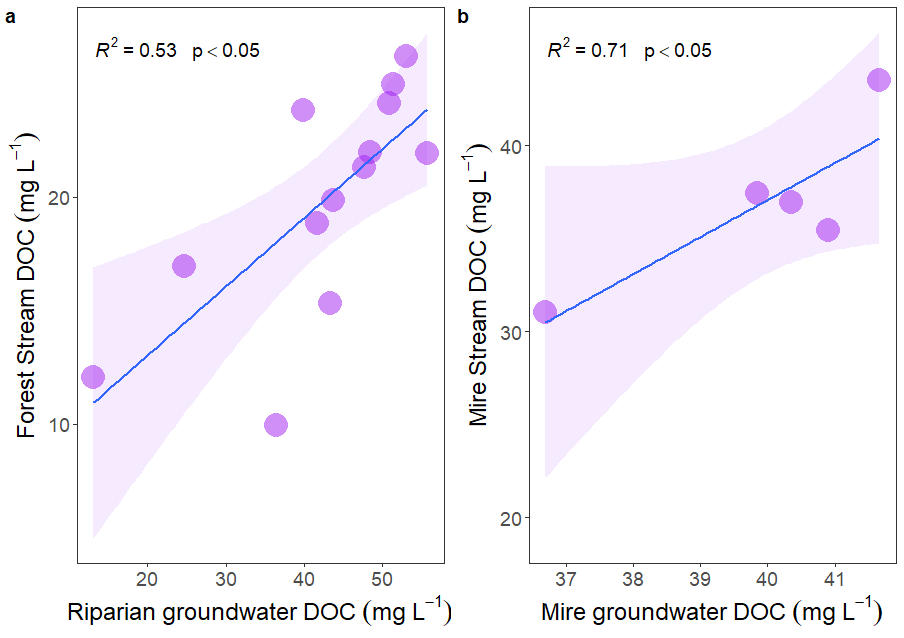 a
R² = 0.53 p < 0.05
Forest Stream DOC (mg L⁻¹)
20
10
20 30 40 50
Riparian groundwater DOC (mg L⁻¹)
b
R² = 0.71 p < 0.05
Mire Stream DOC (mg L⁻¹)
40
30
20
37 38 39 40 41
Mire groundwater DOC (mg L⁻¹)